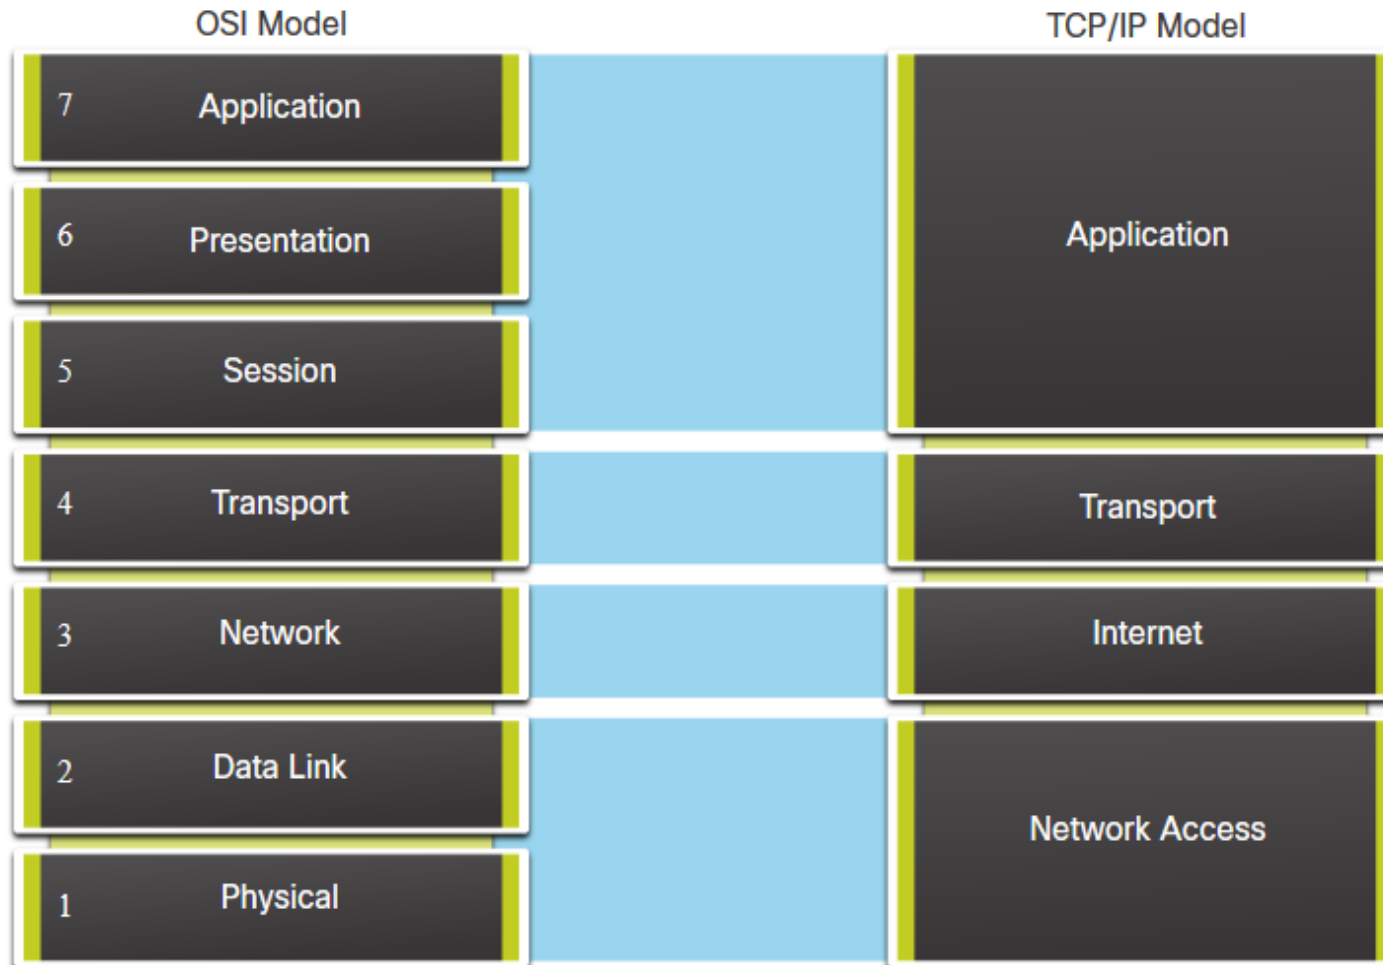 OSI Model
TCP/IP Model
7 Application
6 Presentation
5 Session
4 Transport
3 Network
2 Data Link
1 Physical
Application
Transport
Internet
Network Access